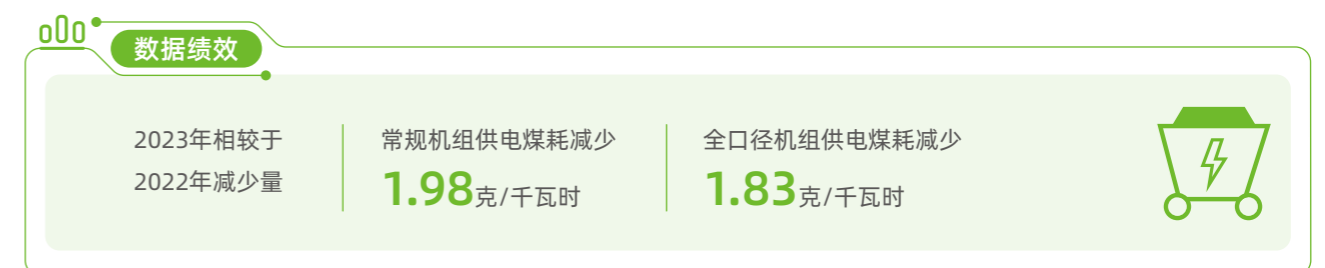 数据绩效
2023年相较于
2022年减少量
常规机组供电煤耗减少
1.98克/千瓦时
全口径机组供电煤耗减少
1.83克/千瓦时